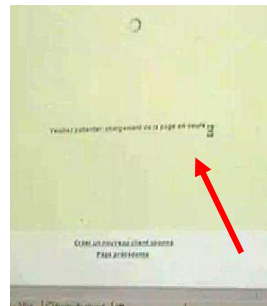 Veuillez patienter, chargement de la page en cours
Créer un nouveau client abonné
Page précédente